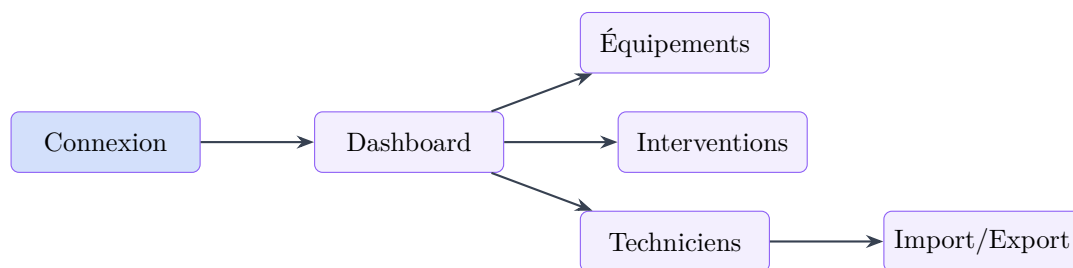 Équipements
Connexion
Dashboard
Interventions
Techniciens
Import/Export